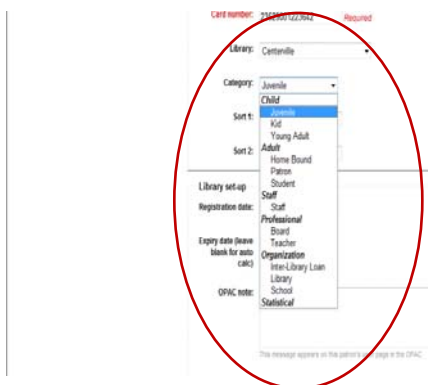 Card number: Required
Library: Centerville
Category: Juvenile
Child
Juvenile
Kid
Young Adult
Sort 1:
Adult
Home Bound
Patron
Student
Sort 2:
Library set-up
Staff
Staff
Registration date:
Professional
Board
Teacher
Expiry date (leave
blank for auto
calc)
Organization
Inter-Library Loan
Library
School
OPAC note:
Statistical
This message appears on this patron's user page in the OPAC